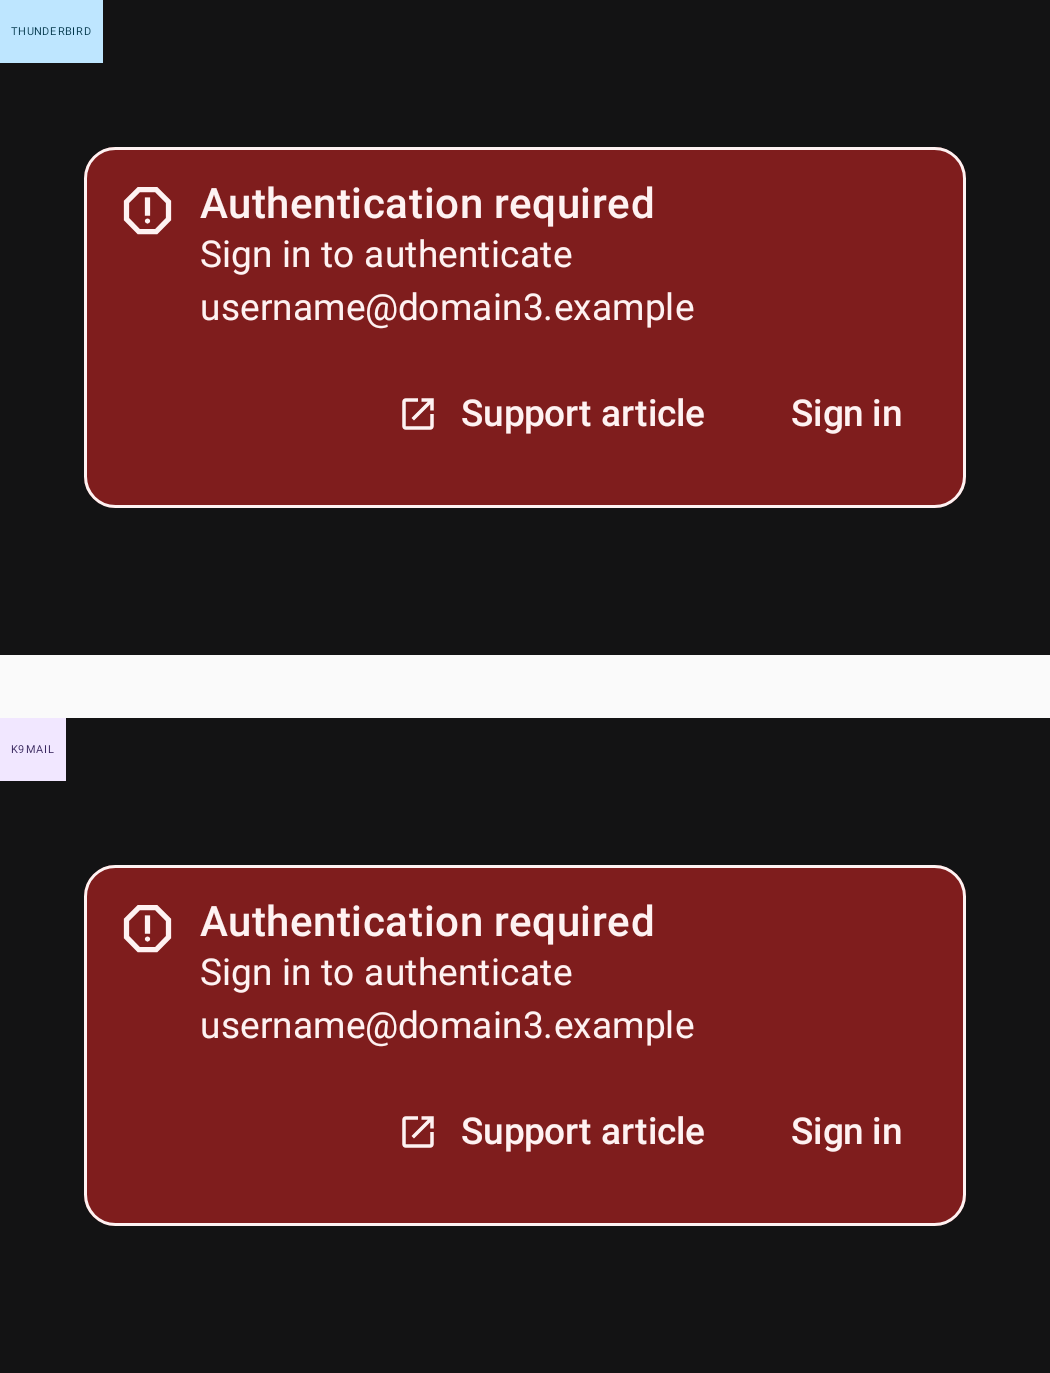 THUNDERBIRD
Authentication required
Sign in to authenticate
username@domain3.example
Support article
Sign in
K9MAIL
Authentication required
Sign in to authenticate
username@domain3.example
Support article
Sign in